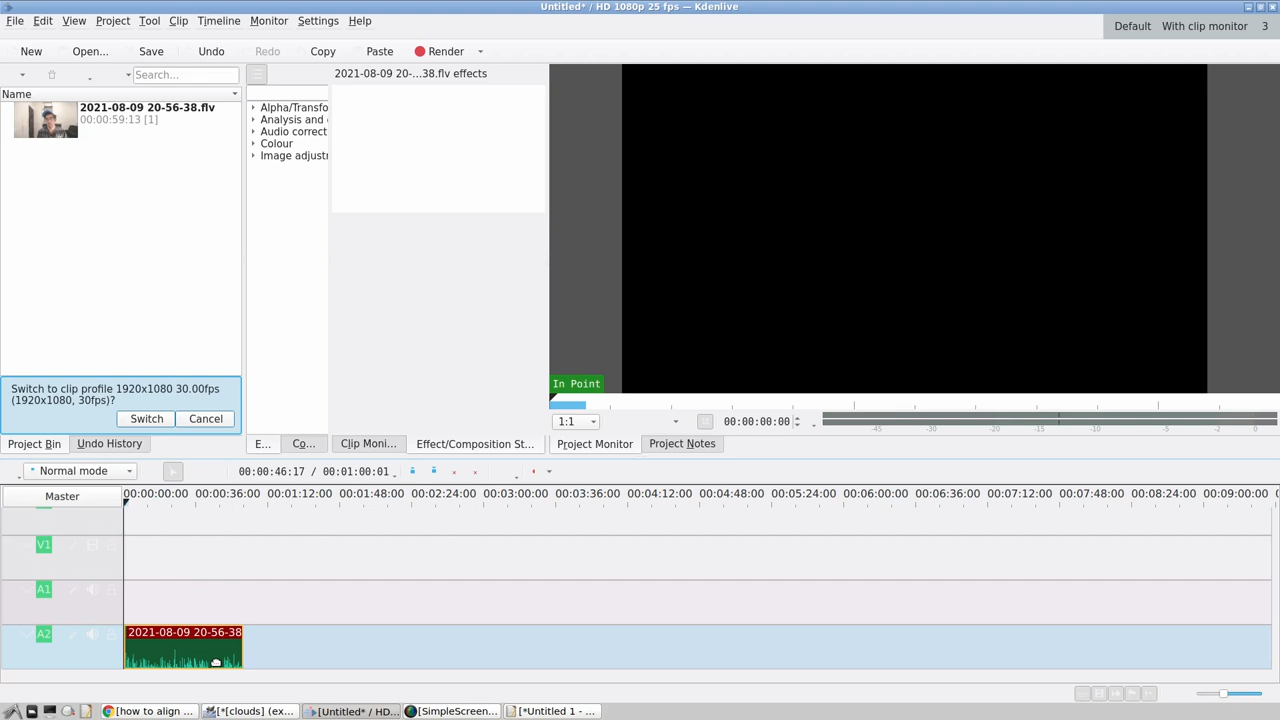 Untitled* / HD 1080p 25 fps — Kdenlive
File Edit View Project Tool Clip Timeline Monitor Settings Help
Default With clip monitor 3
New Open... Save Undo Redo Copy Paste Render
Search...
2021-08-09 20-...38.flv effects
Name
2021-08-09 20-56-38.flv
00:00:59:13 [1]
Alpha/Transfo
Analysis and
Audio correct
Colour
Image adjust
In Point
Switch to clip profile 1920x1080 30.00fps
(1920x1080, 30fps)?
Switch Cancel
1:1 00:00:00:00
-45 -30 -20 -15 -10 -5 -2 0
Project Bin Undo History E... Co... Clip Moni... Effect/Composition St... Project Monitor Project Notes
Normal mode 00:00:46:17 / 00:01:00:01
Master 00:00:00:00 00:00:36:00 00:01:12:00 00:01:48:00 00:02:24:00 00:03:00:00 00:03:36:00 00:04:12:00 00:04:48:00 00:05:24:00 00:06:00:00 00:06:36:00 00:07:12:00 00:07:48:00 00:08:24:00 00:09:00:00
V1
A1
A2 2021-08-09 20-56-38
[how to align ... [*[clouds] (ex... [Untitled* / HD... [SimpleScreen... [*Untitled 1 - ...